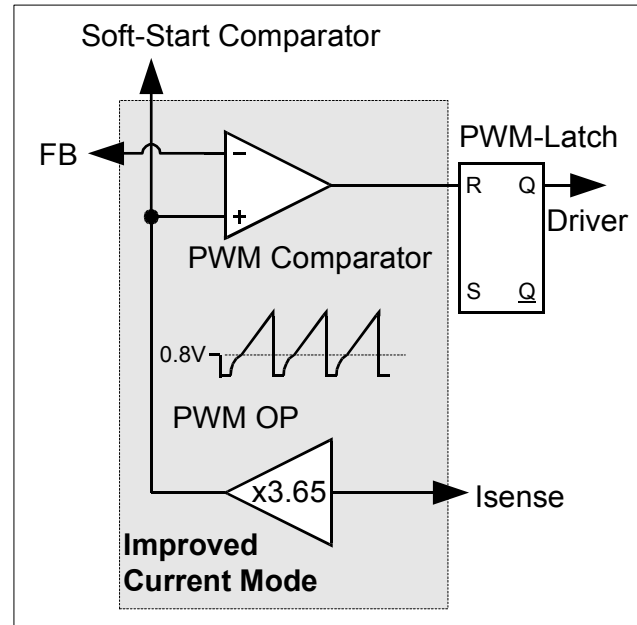 Soft-Start Comparator
FB
−
+
PWM Comparator
PWM-Latch
R Q
S Q
Driver
0.8V
PWM OP
x3.65
Isense
Improved
Current Mode